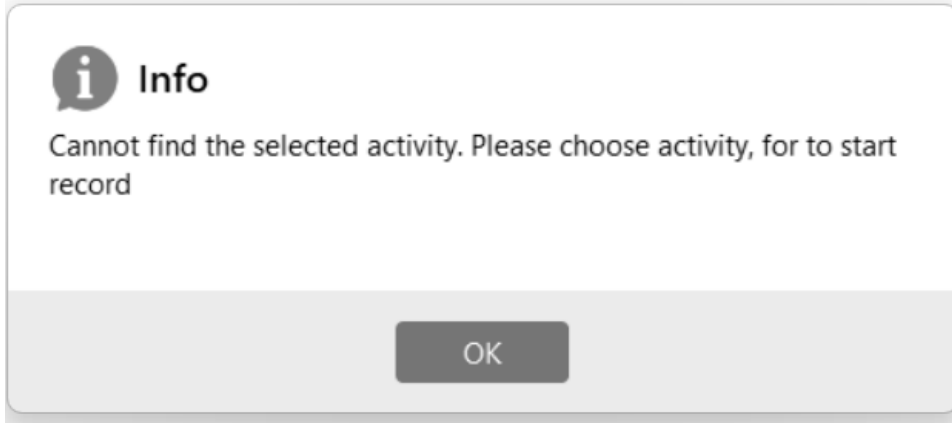 Info
Cannot find the selected activity. Please choose activity, for to start
record
OK